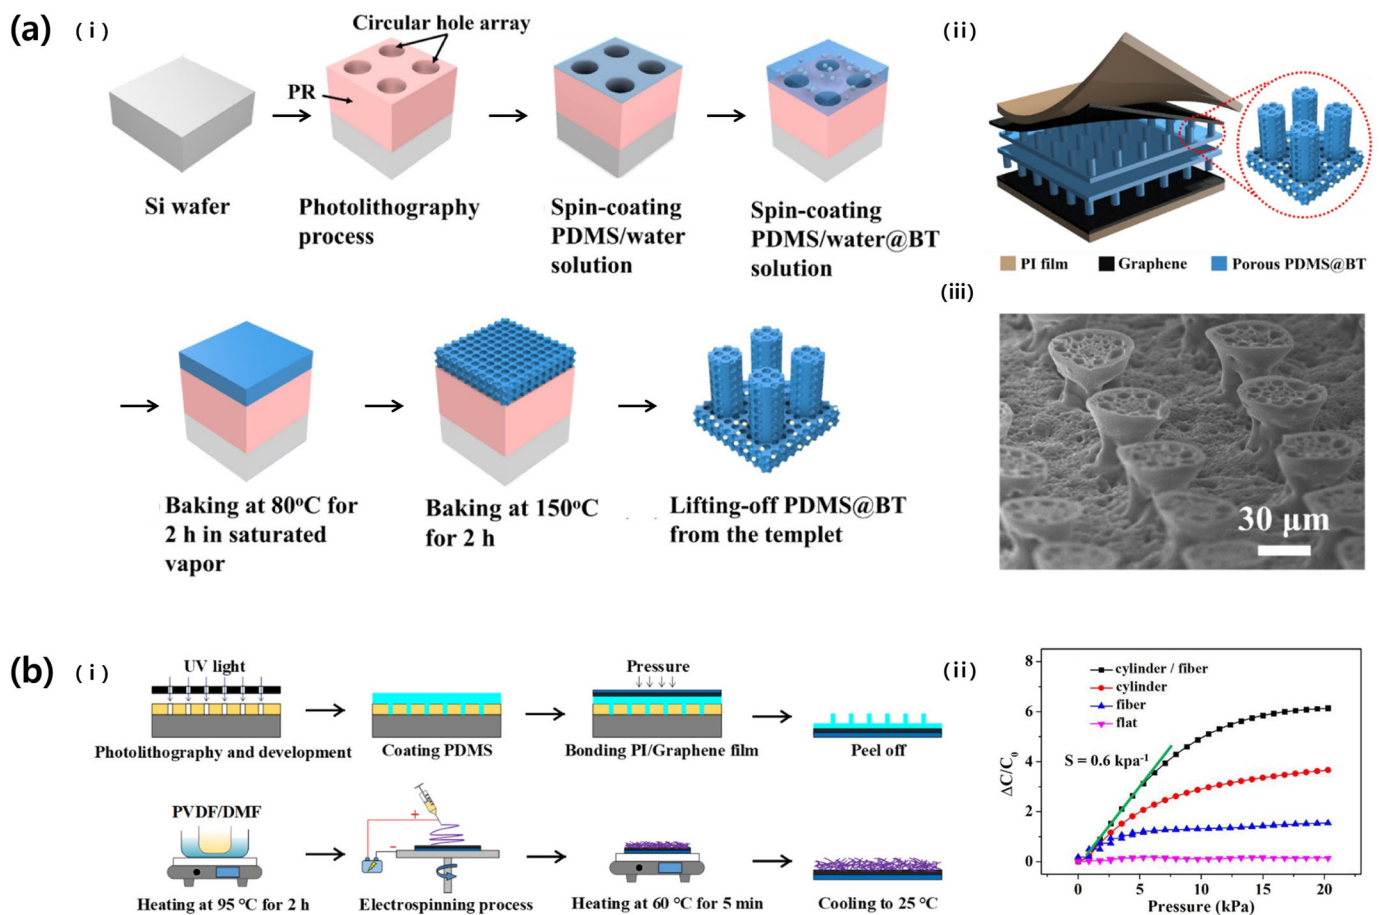 (a)
(i)
Circular hole array
PR
Si wafer
Photolithography
process
Spin-coating
PDMS/water
solution
Spin-coating
PDMS/water@BT
solution
Baking at 80°C for
2 h in saturated
vapor
Baking at 150°C
for 2 h
Lifting-off PDMS@BT
from the templet
(ii)
PI film
Graphene
Porous PDMS@BT
(iii)
30 μm
(b)
(i)
UV light
Photolithography and development
Coating PDMS
Pressure
Bonding PI/Graphene film
Peel off
PVDF/DMF
Heating at 95 °C for 2 h
+
-
Electrospinning process
Heating at 60 °C for 5 min
Cooling to 25 °C
(ii)
8
6
4
2
0
ΔC/C₀
cylinder / fiber
cylinder
fiber
flat
S = 0.6 kpa⁻¹
0 5 10 15 20
Pressure (kPa)